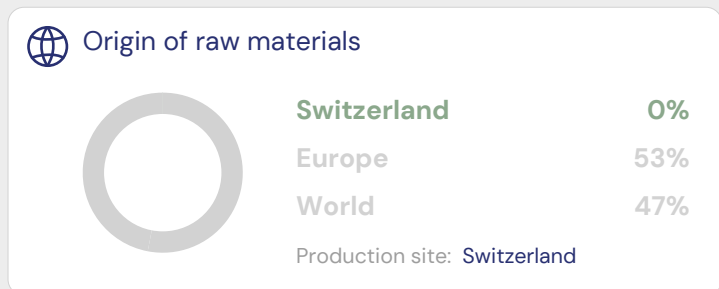 Origin of raw materials
Switzerland 0%
Europe 53%
World 47%
Production site: Switzerland